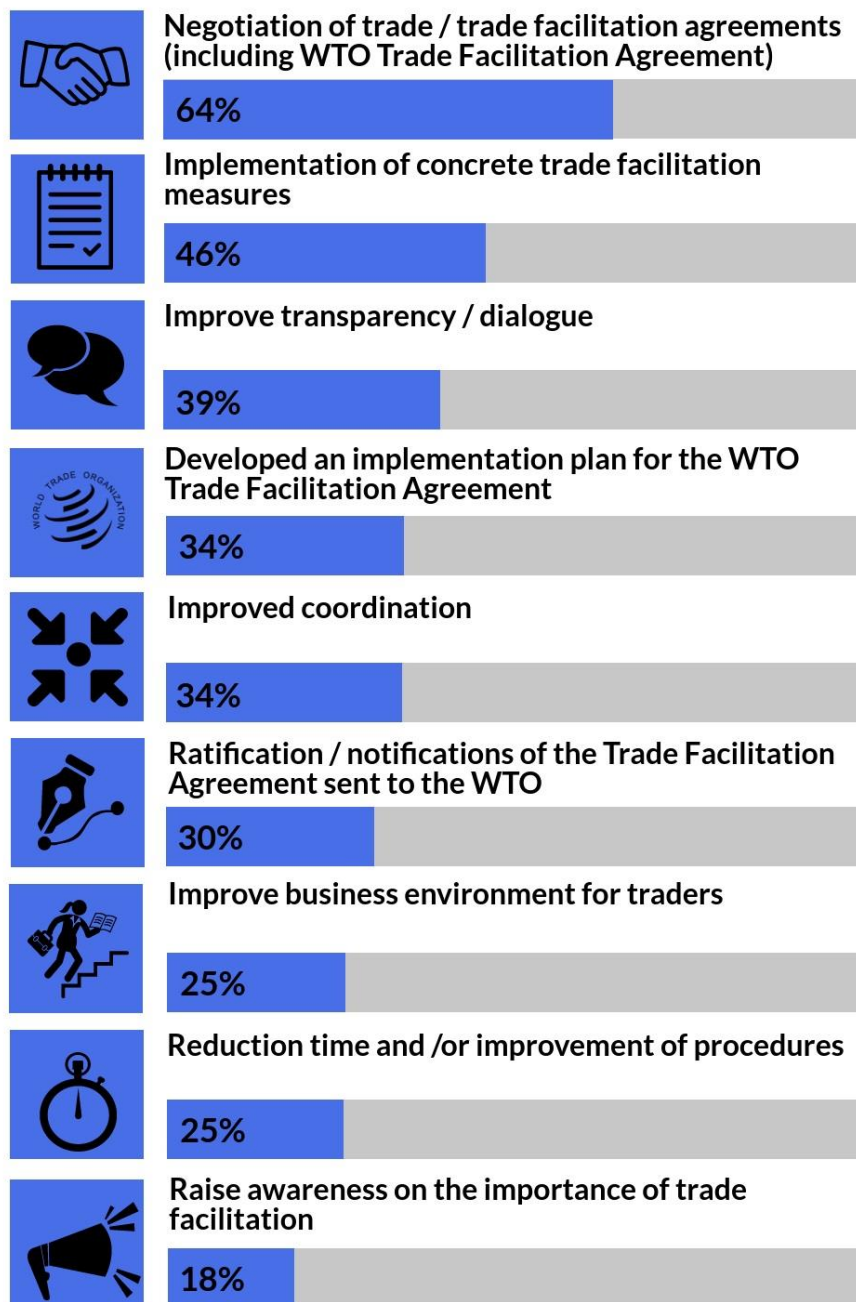 Negotiation of trade / trade facilitation agreements
(including WTO Trade Facilitation Agreement)
64%
Implementation of concrete trade facilitation
measures
46%
Improve transparency / dialogue
39%
WORLD TRADE ORGANIZATION
Developed an implementation plan for the WTO
Trade Facilitation Agreement
34%
Improved coordination
34%
Ratification / notifications of the Trade Facilitation
Agreement sent to the WTO
30%
Improve business environment for traders
25%
Reduction time and /or improvement of procedures
25%
Raise awareness on the importance of trade
facilitation
18%